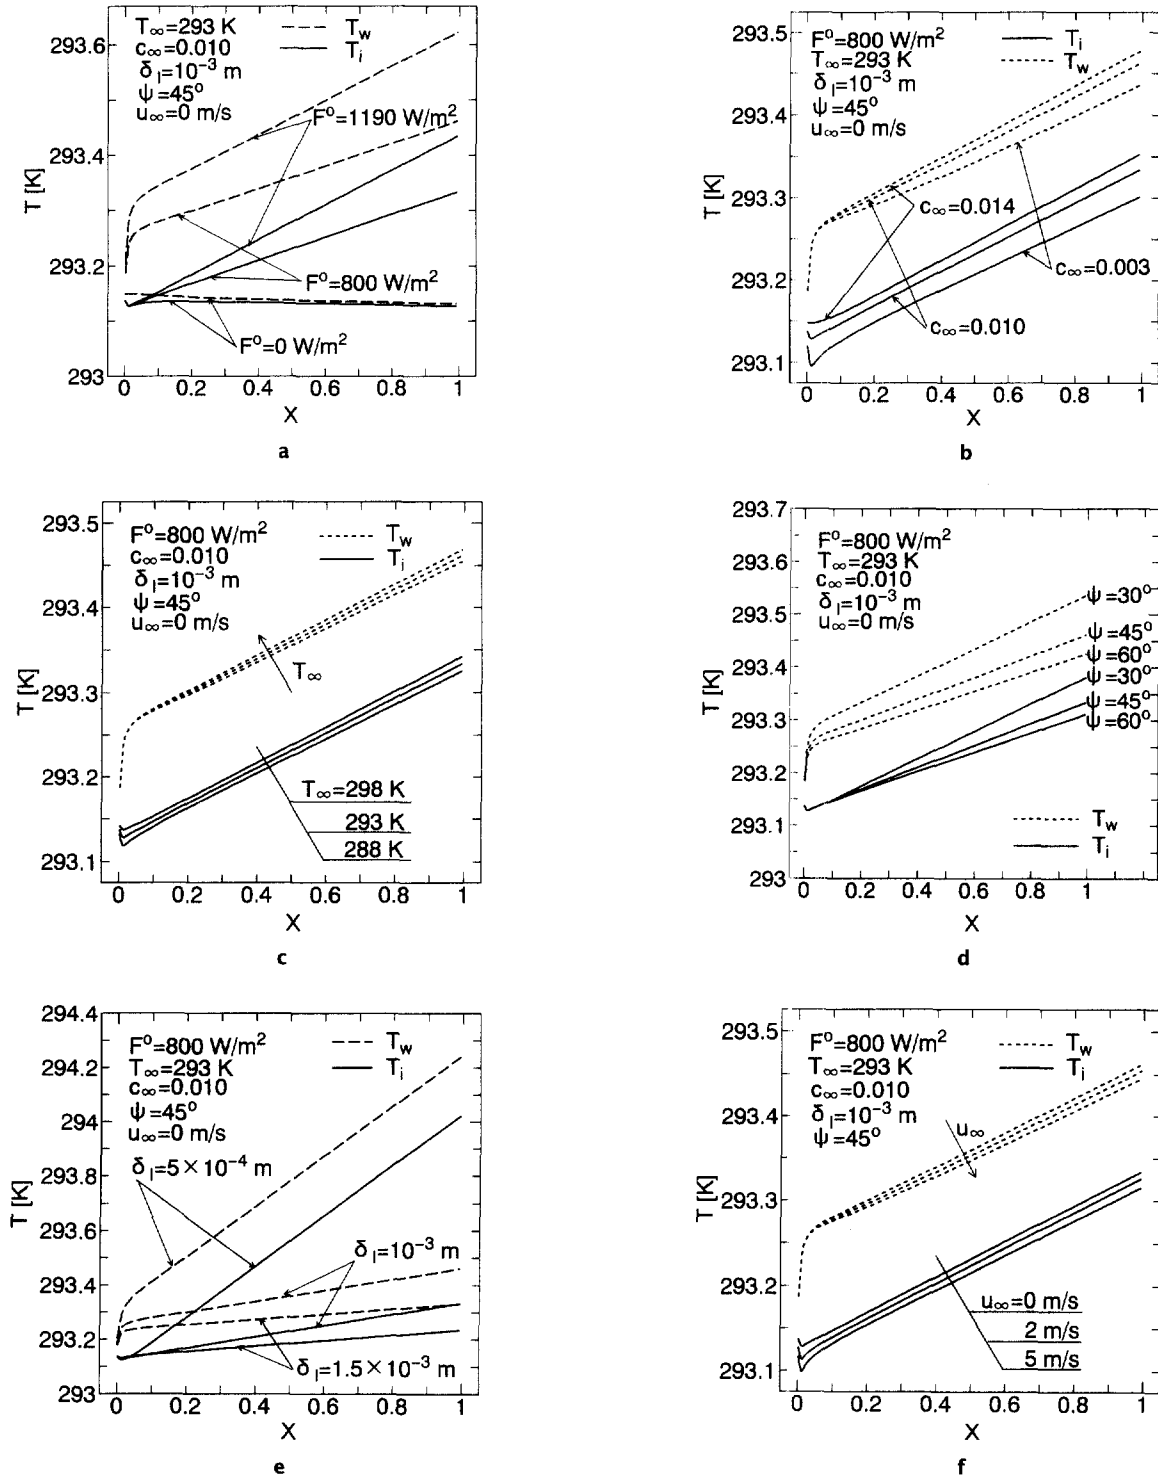 T∞=293 K
c∞=0.010
δl=10⁻³ m
ψ=45°
u∞=0 m/s
Tw
Ti
F°=1190 W/m²
F°=800 W/m²
F°=0 W/m²
293.6
293.4
293.2
293
T [K]
0 0.2 0.4 0.6 0.8 1
X
a
F°=800 W/m²
T∞=293 K
δl=10⁻³ m
ψ=45°
u∞=0 m/s
Ti
Tw
c∞=0.014
c∞=0.003
c∞=0.010
293.5
293.4
293.3
293.2
293.1
T [K]
0 0.2 0.4 0.6 0.8 1
X
b
F°=800 W/m²
c∞=0.010
δl=10⁻³ m
ψ=45°
u∞=0 m/s
Tw
Ti
T∞
T∞=298 K
293 K
288 K
293.5
293.4
293.3
293.2
293.1
T [K]
0 0.2 0.4 0.6 0.8 1
X
c
F°=800 W/m²
T∞=293 K
c∞=0.010
δl=10⁻³ m
u∞=0 m/s
ψ=30°
ψ=45°
ψ=60°
ψ=30°
ψ=45°
ψ=60°
Tw
Ti
293.7
293.6
293.5
293.4
293.3
293.2
293.1
293
T [K]
0 0.2 0.4 0.6 0.8 1
X
d
F°=800 W/m²
T∞=293 K
c∞=0.010
ψ=45°
u∞=0 m/s
Tw
Ti
δl=5×10⁻⁴ m
δl=10⁻³ m
δl=1.5×10⁻³ m
294.4
294.2
294
293.8
293.6
293.4
293.2
293
T [K]
0 0.2 0.4 0.6 0.8 1
X
e
F°=800 W/m²
T∞=293 K
c∞=0.010
δl=10⁻³ m
ψ=45°
Tw
Ti
u∞
u∞=0 m/s
2 m/s
5 m/s
293.5
293.4
293.3
293.2
293.1
T [K]
0 0.2 0.4 0.6 0.8 1
X
f